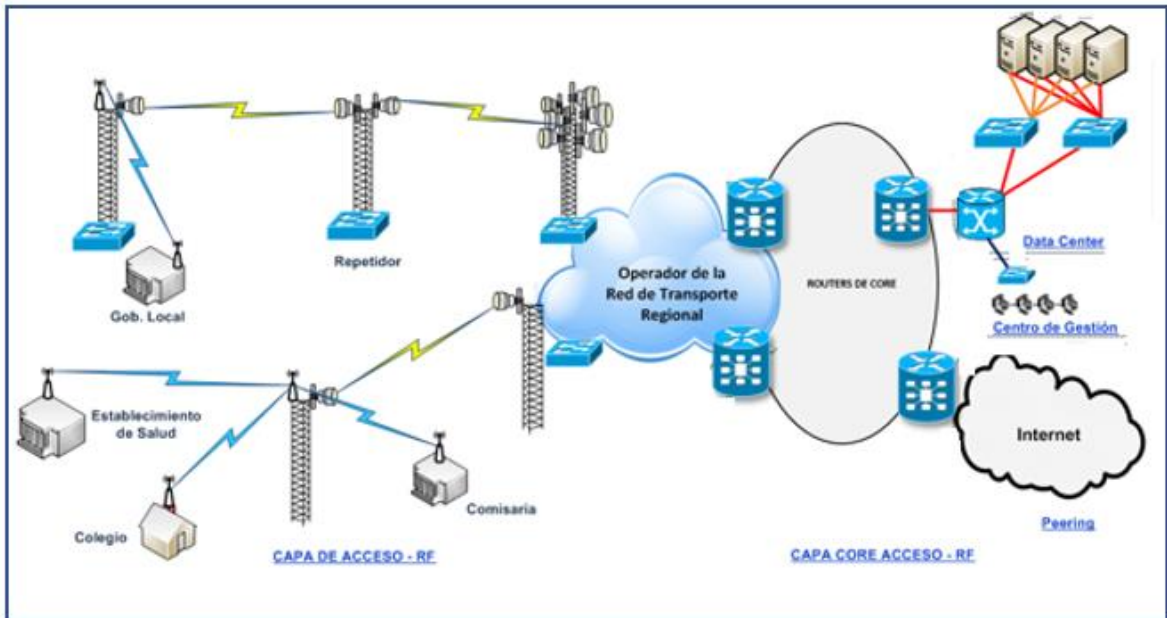 Repetidor
Gob. Local
Operador de la
Red de Transporte
Regional
ROUTERS DE CORE
Data Center
Centro de Gestión
Establecimiento
de Salud
Internet
Comisaria
Colegio
Peering
CAPA DE ACCESO - RF
CAPA CORE ACCESO - RF